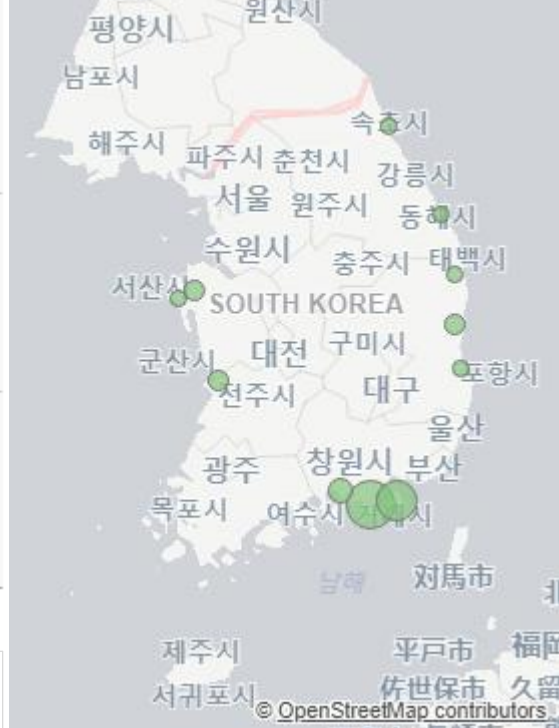 원산시
평양시
남포시
속초시
해주시
파주시 춘천시
강릉시
서울
원주시
동해시
수원시
충주시
태백시
서산시
SOUTH KOREA
대전
구미시
군산시
포항시
전주시
대구
울산
창원시
부산
광주
목포시
여수시
거제시
남해
対馬市
제주시
平戸市
서귀포시
佐世保市
久留
© OpenStreetMap contributors